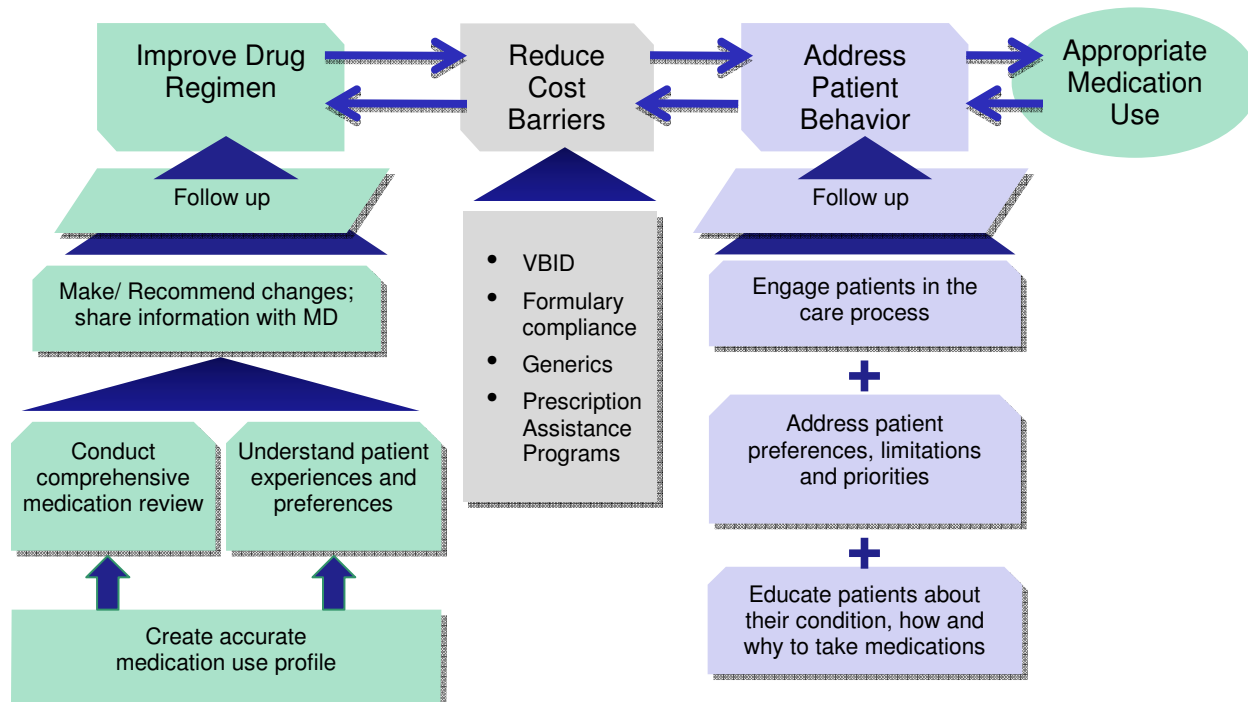 Improve Drug
Regimen
Reduce
Cost
Barriers
Address
Patient
Behavior
Appropriate
Medication
Use
Follow up
Make/ Recommend changes;
share information with MD
Conduct
comprehensive
medication review
Understand patient
experiences and
preferences
Create accurate
medication use profile
• VBID
• Formulary
compliance
• Generics
• Prescription
Assistance
Programs
Follow up
Engage patients in the
care process
+
Address patient
preferences, limitations
and priorities
+
Educate patients about
their condition, how and
why to take medications